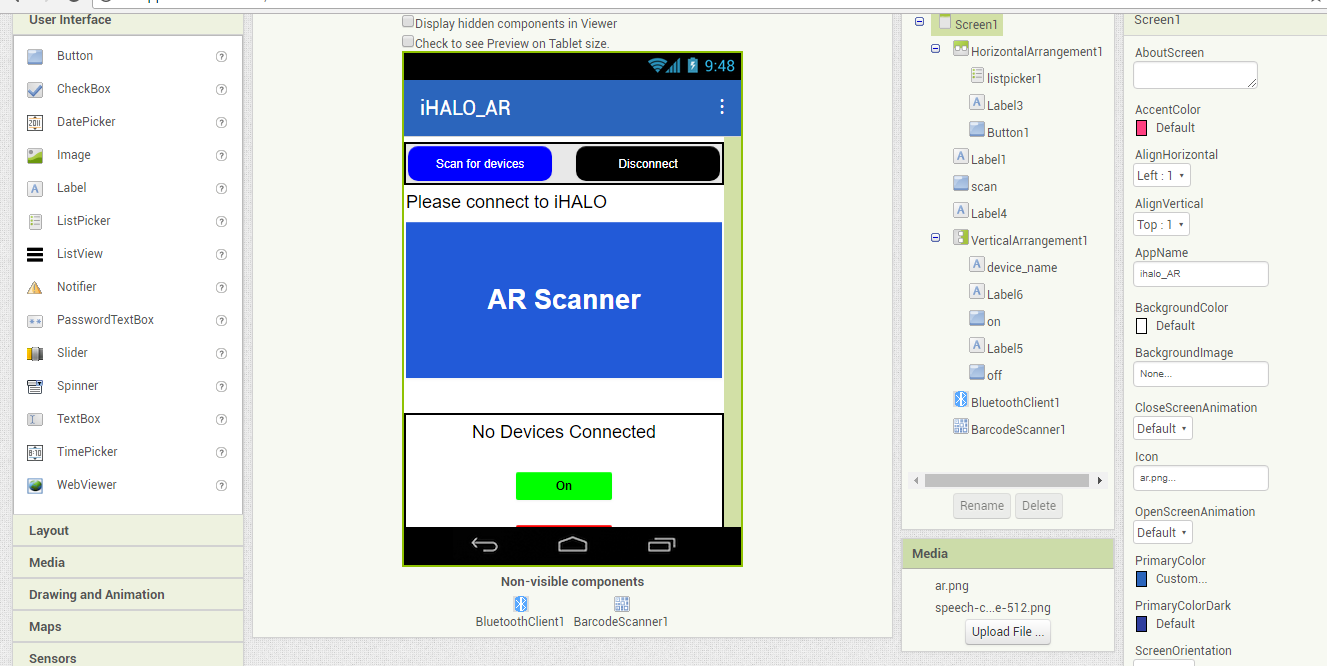 User Interface
Button
CheckBox
DatePicker
Image
Label
ListPicker
ListView
Notifier
PasswordTextBox
Slider
Spinner
TextBox
TimePicker
WebViewer
Layout
Media
Drawing and Animation
Maps
Sensors
Display hidden components in Viewer
Check to see Preview on Tablet size.
9:48
iHALO_AR
Scan for devices
Disconnect
Please connect to iHALO
AR Scanner
No Devices Connected
On
Non-visible components
BluetoothClient1
BarcodeScanner1
Screen1
HorizontalArrangement1
listpicker1
Label3
Button1
Label1
scan
Label4
VerticalArrangement1
device_name
Label6
on
Label5
off
BluetoothClient1
BarcodeScanner1
Rename
Delete
Media
ar.png
speech-c...e-512.png
Upload File ...
Screen1
AboutScreen
AccentColor
Default
AlignHorizontal
Left : 1
AlignVertical
Top : 1
AppName
ihalo_AR
BackgroundColor
Default
BackgroundImage
None...
CloseScreenAnimation
Default
Icon
ar.png...
OpenScreenAnimation
Default
PrimaryColor
Custom...
PrimaryColorDark
Default
ScreenOrientation